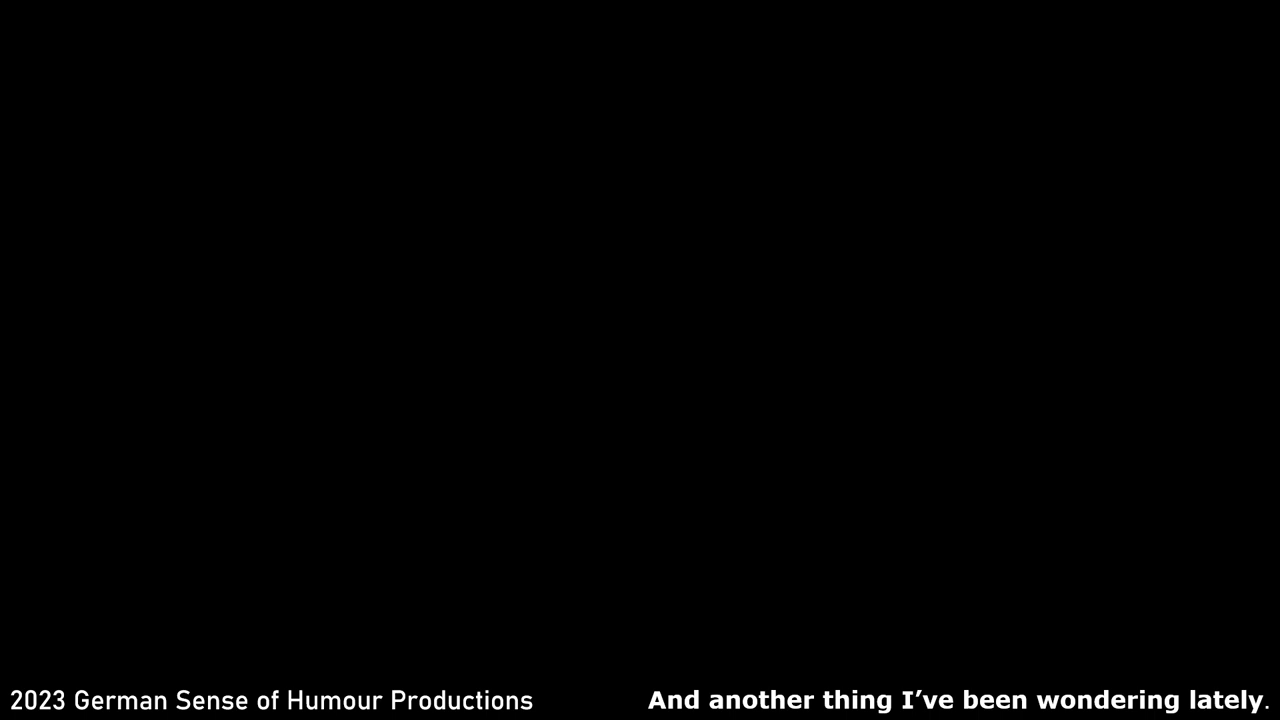 2023 German Sense of Humour Productions
And another thing I’ve been wondering lately.